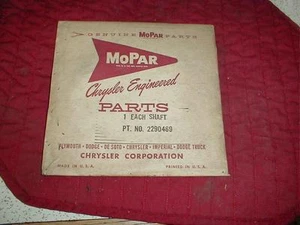 GENUINE MOPAR PARTS
MOPAR
Chrysler Engineered
PARTS
1 EACH SHAFT
PT. NO. 2290469
PLYMOUTH • DODGE • DE SOTO • CHRYSLER • IMPERIAL • DODGE TRUCK
CHRYSLER CORPORATION
MADE IN U.S.A. PRINTED IN U.S.A.